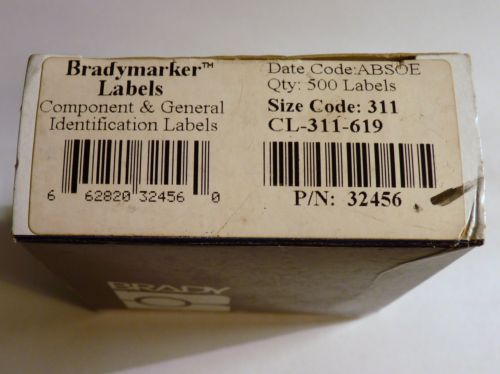 Bradymarker™
Labels
Component & General
Identification Labels
6 62820 32456 0
Date Code:ABSOE
Qty: 500 Labels
Size Code: 311
CL-311-619
P/N: 32456
BRADY